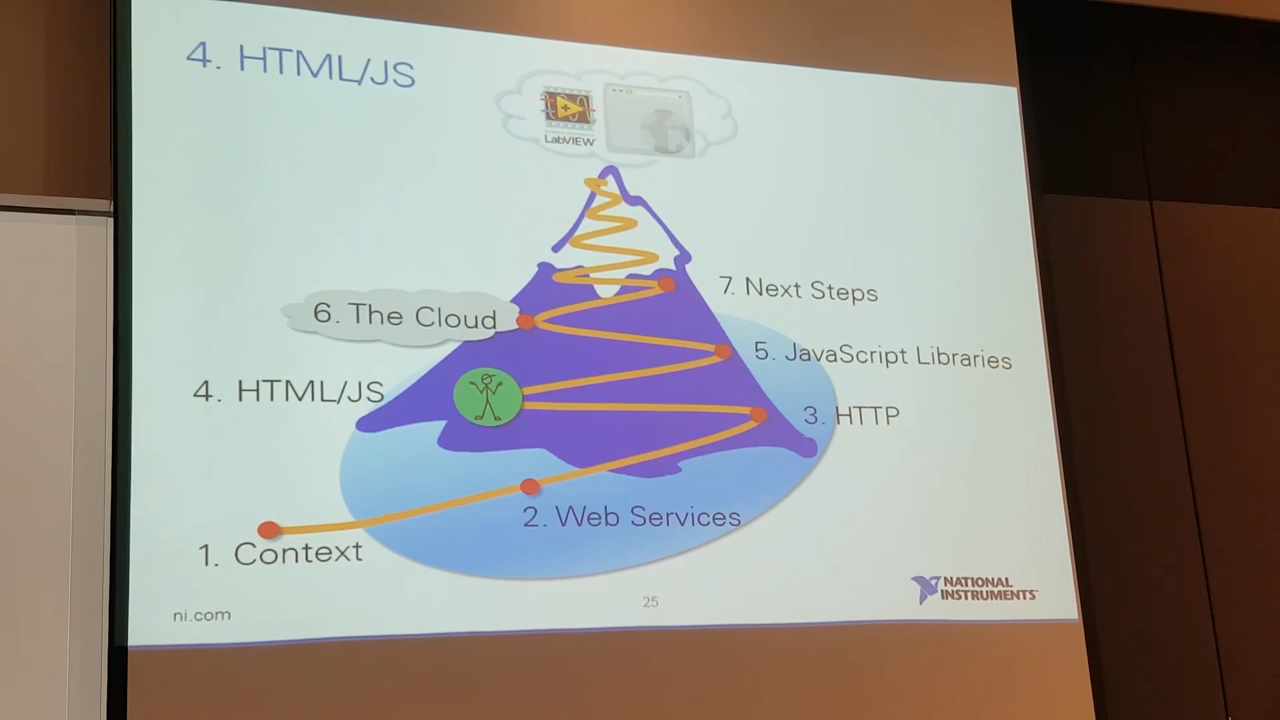 4. HTML/JS
LabVIEW
7. Next Steps
6. The Cloud
5. JavaScript Libraries
4. HTML/JS
3. HTTP
2. Web Services
1. Context
ni.com
25
NATIONAL
INSTRUMENTS